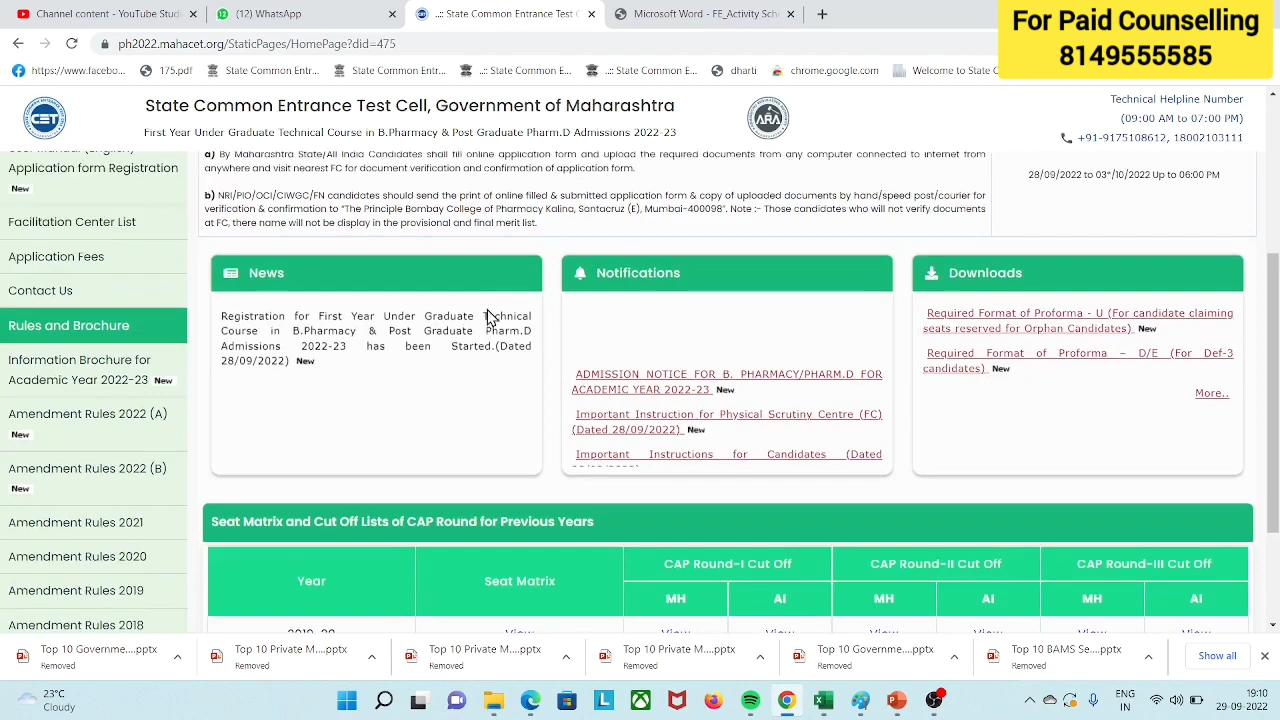 Channel content - YouTube Stud
(12) WhatsApp
..:: State Common Entrance Test C
Microsoft Word - FE_Activity Sch
For Paid Counselling
8149555585
ph2022.mahacet.org/StaticPages/HomePage?did=475
https://www.facebo...
175.pdf
State Common Entr...
State Comm...
..:: State Common E...
..:: State Common E...
dharti
chrome.google.com
Welcome to State C
State Common Entrance Test Cell, Government of Maharashtra
First Year Under Graduate Technical Course in B.Pharmacy & Post Graduate Pharm.D Admissions 2022-23
Technical Helpline Number
(09:00 AM to 07:00 PM)
+91-9175108612, 18002103111
Application form Registration
New
Facilitation Center List
Application Fees
Contact Us
Rules and Brochure
Information Brochure for
Academic Year 2022-23 New
Amendment Rules 2022 (A)
New
Amendment Rules 2022 (B)
New
Amendment Rules 2021
Amendment Rules 2020
Amendment Rules 2019
Amendment Rules 2018
a) By Maharashtra State/All India Candidates shall fill online application form and upload the required documents from any computer connected to internet from
anywhere and visit nearest FC for document verification and confirmation of application form.
b) NRI/PIO/OCI/CIWGC/FN candidates should send the print of online filled & submitted application form & copy of uploaded documents by hand/speed post/courier for
verification & confirmation to "The Principle Bombay College of Pharmacy Kalina, Santacruz (E), Mumbai-400098". Note :- Those candidates who will not verify documents
at FC, there name will not be display in the provisional and final merit list.
28/09/2022 to 03*/10/2022 Up to 06:00 PM
News
Registration for First Year Under Graduate Technical
Course in B.Pharmacy & Post Graduate Pharm.D
Admissions 2022-23 has been Started.(Dated
28/09/2022) New
Notifications
ADMISSION NOTICE FOR B. PHARMACY/PHARM.D FOR
ACADEMIC YEAR 2022-23 New
Important Instruction for Physical Scrutiny Centre (FC)
(Dated 28/09/2022) New
Important Instructions for Candidates (Dated
Downloads
Required Format of Proforma - U (For candidate claiming
seats reserved for Orphan Candidates) New
Required Format of Proforma – D/E (For Def-3
candidates) New
More..
Seat Matrix and Cut Off Lists of CAP Round for Previous Years
Year
Seat Matrix
CAP Round-I Cut Off
CAP Round-II Cut Off
CAP Round-III Cut Off
MH
AI
MH
AI
MH
AI
2019-20
View
View
View
View
View
View
View
Top 10 Governme....pptx
Removed
Top 10 Private M....pptx
Removed
Top 10 Private M....pptx
Removed
Top 10 Private M....pptx
Removed
Top 10 Governme....pptx
Removed
Top 10 BAMS Se....pptx
Removed
Show all
23°C
Cloudy
ENG
IN
19:10
29-09-2022